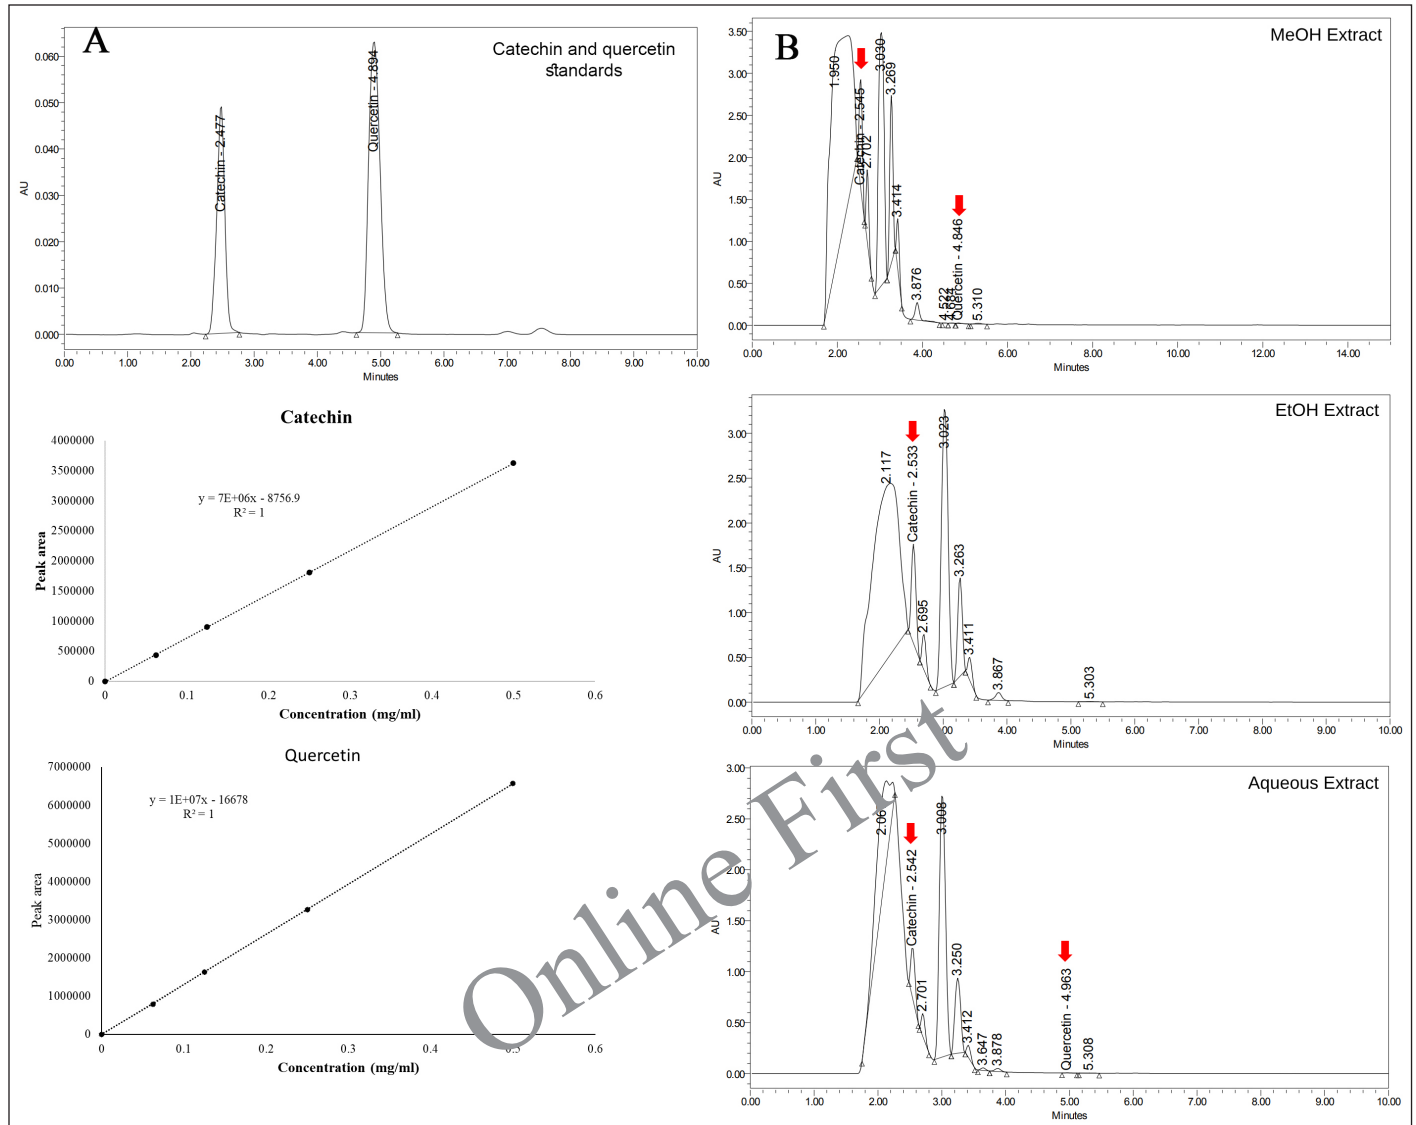 A
Catechin and quercetin
standards
0.060
0.050
0.040
0.030
0.020
0.010
0.000
AU
Catechin - 2.477
Quercetin - 4.894
0.00 1.00 2.00 3.00 4.00 5.00 6.00 7.00 8.00 9.00 10.00
Minutes
Catechin
4000000
3500000
3000000
2500000
2000000
1500000
1000000
500000
0
Peak area
y = 7E+06x - 8756.9
R² = 1
0 0.1 0.2 0.3 0.4 0.5 0.6
Concentration (mg/ml)
Quercetin
7000000
6000000
5000000
4000000
3000000
2000000
1000000
0
Peak area
y = 1E+07x - 16678
R² = 1
0 0.1 0.2 0.3 0.4 0.5 0.6
Concentration (mg/ml)
B
MeOH Extract
3.50
3.00
2.50
2.00
1.50
1.00
0.50
0.00
AU
1.950
Catechin - 2.545
2.702
3.030
3.269
3.414
3.876
4.522
4.684
Quercetin - 4.846
5.310
2.00 4.00 6.00 8.00 10.00 12.00 14.00
Minutes
EtOH Extract
3.00
2.50
2.00
1.50
1.00
0.50
0.00
AU
2.117
Catechin - 2.533
2.695
3.023
3.263
3.411
3.867
5.303
0.00 1.00 2.00 3.00 4.00 5.00 6.00 7.00 8.00 9.00 10.00
Minutes
Aqueous Extract
3.00
2.50
2.00
1.50
1.00
0.50
0.00
AU
2.06
Catechin - 2.542
2.701
3.008
3.250
3.412
3.647
3.878
Quercetin - 4.963
5.308
0.00 1.00 2.00 3.00 4.00 5.00 6.00 7.00 8.00 9.00 10.00
Minutes
Online First